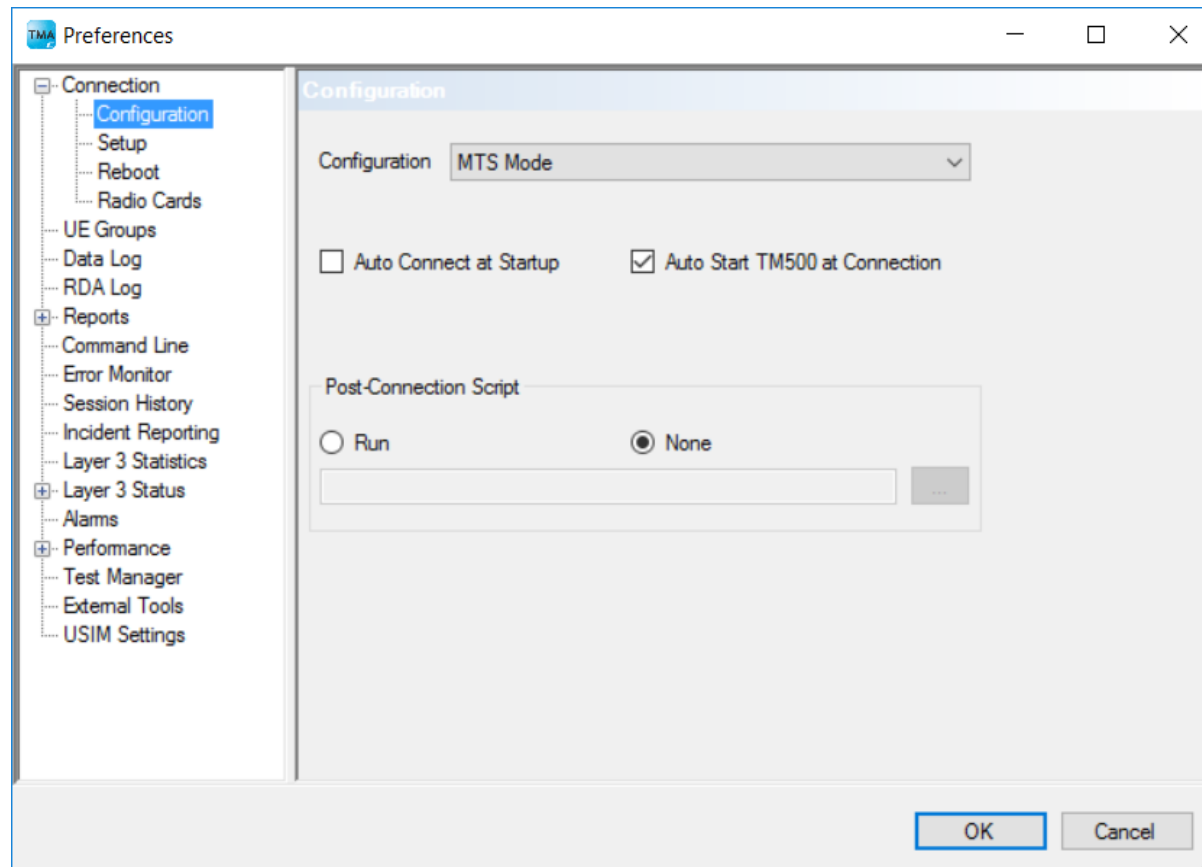 TMA Preferences
Connection
Configuration
Setup
Reboot
Radio Cards
UE Groups
Data Log
RDA Log
Reports
Command Line
Error Monitor
Session History
Incident Reporting
Layer 3 Statistics
Layer 3 Status
Alarms
Performance
Test Manager
External Tools
USIM Settings
Configuration
Configuration MTS Mode
Auto Connect at Startup Auto Start TM500 at Connection
Post-Connection Script
Run None
...
OK Cancel